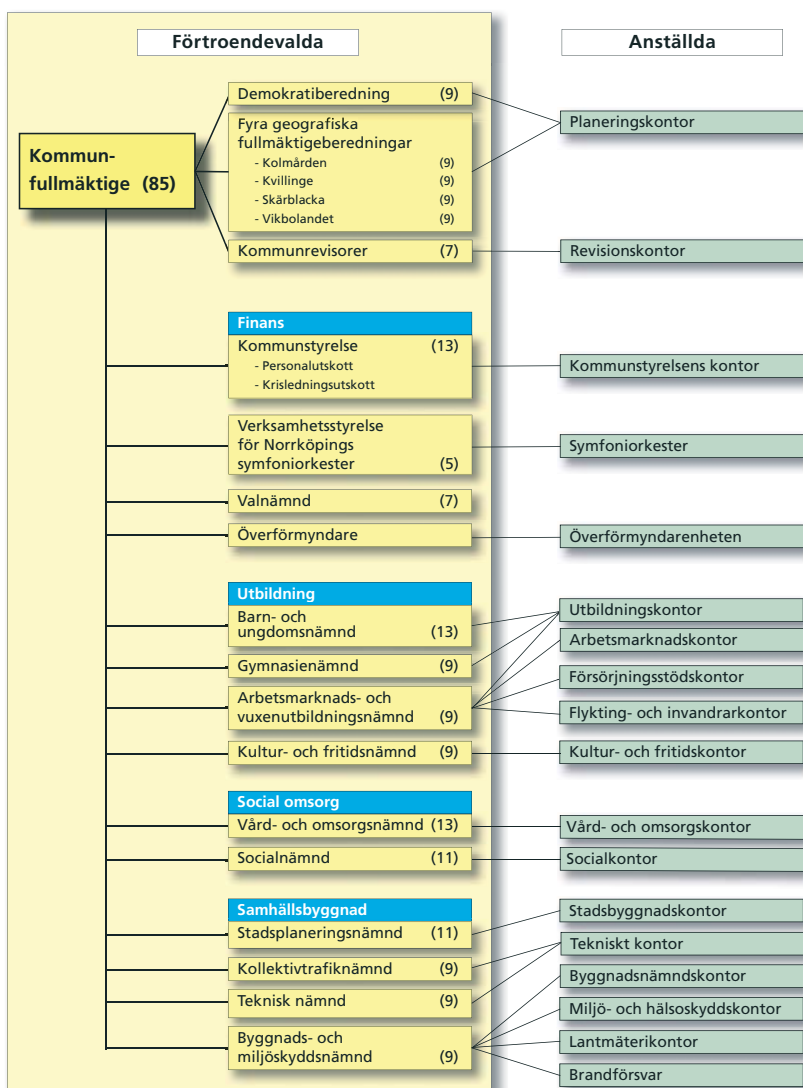 Förtroendevalda
Anställda
Kommun-
fullmäktige (85)
Demokratiberedning (9)
Fyra geografiska
fullmäktigeberedningar
- Kolmården (9)
- Kvillinge (9)
- Skärblacka (9)
- Vikbolandet (9)
Kommunrevisorer (7)
Planeringskontor
Revisionskontor
Finans
Kommunstyrelse (13)
- Personalutskott
- Krisledningsutskott
Kommunstyrelsens kontor
Verksamhetsstyrelse
för Norrköpings
symfoniorkester (5)
Symfoniorkester
Valnämnd (7)
Överförmyndare
Överförmyndarenheten
Utbildning
Barn- och
ungdomsnämnd (13)
Gymnasienämnd (9)
Arbetsmarknads- och
vuxenutbildningsnämnd (9)
Kultur- och fritidsnämnd (9)
Utbildningskontor
Arbetsmarknadskontor
Försörjningsstödskontor
Flykting- och invandrarkontor
Kultur- och fritidskontor
Social omsorg
Vård- och omsorgsnämnd (13)
Socialnämnd (11)
Vård- och omsorgskontor
Socialkontor
Samhällsbyggnad
Stadsplaneringsnämnd (11)
Kollektivtrafiknämnd (9)
Teknisk nämnd (9)
Byggnads- och
miljöskyddsnämnd (9)
Stadsbyggnadskontor
Tekniskt kontor
Byggnadsnämndskontor
Miljö- och hälsoskyddskontor
Lantmäterikontor
Brandförsvar